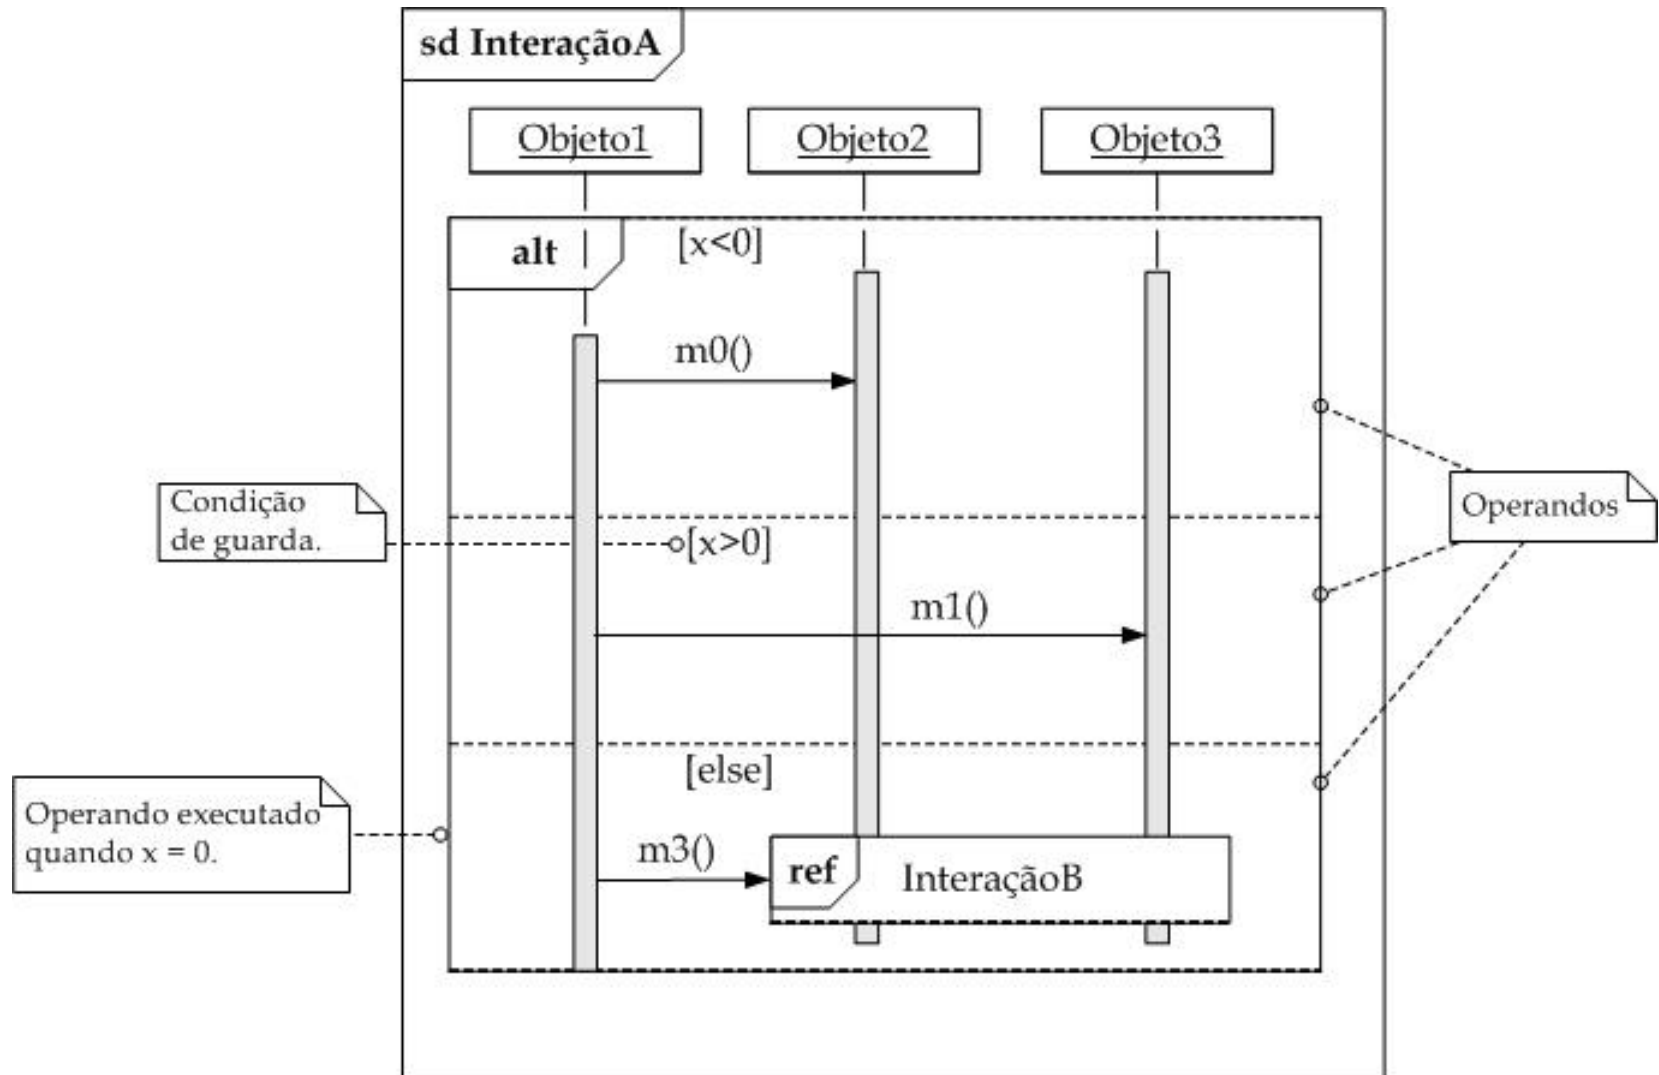 sd InteraçãoA
Objeto1
Objeto2
Objeto3
alt
[x<0]
m0()
Condição
de guarda.
[x>0]
Operandos
m1()
[else]
Operando executado
quando x = 0.
m3()
ref
InteraçãoB